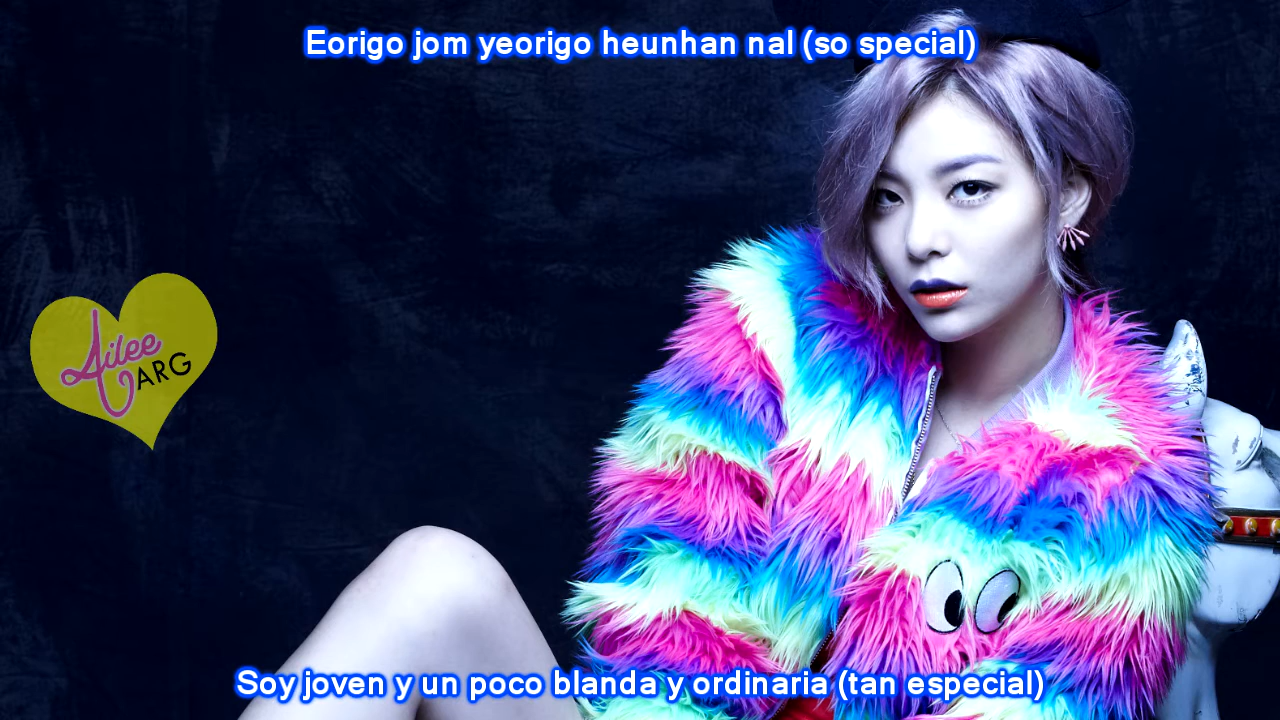 Eorigo jom yeorigo heunhan nal (so special)
Ailee
ARG
Soy joven y un poco blanda y ordinaria (tan especial)